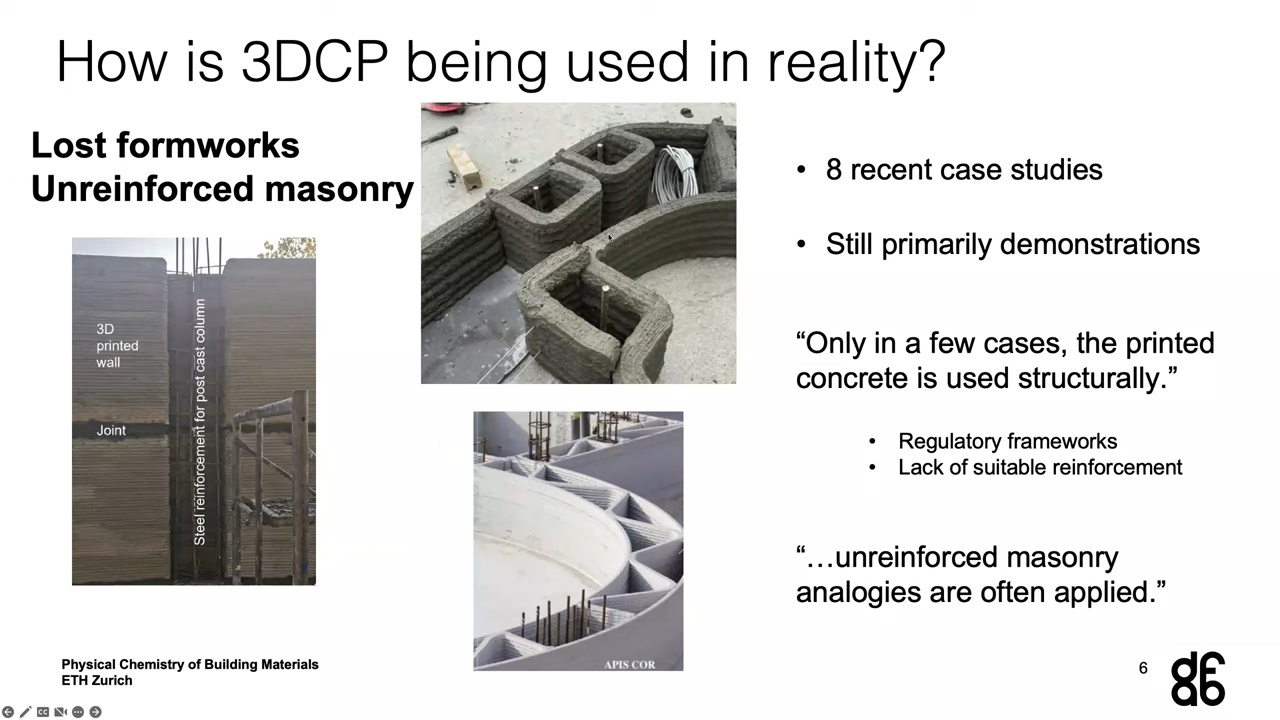 How is 3DCP being used in reality?
Lost formworks
Unreinforced masonry
3D
printed
wall
Joint
Steel reinforcement for post cast column
APIS COR
• 8 recent case studies
• Still primarily demonstrations
“Only in a few cases, the printed
concrete is used structurally.”
• Regulatory frameworks
• Lack of suitable reinforcement
“…unreinforced masonry
analogies are often applied.”
Physical Chemistry of Building Materials
ETH Zurich
6